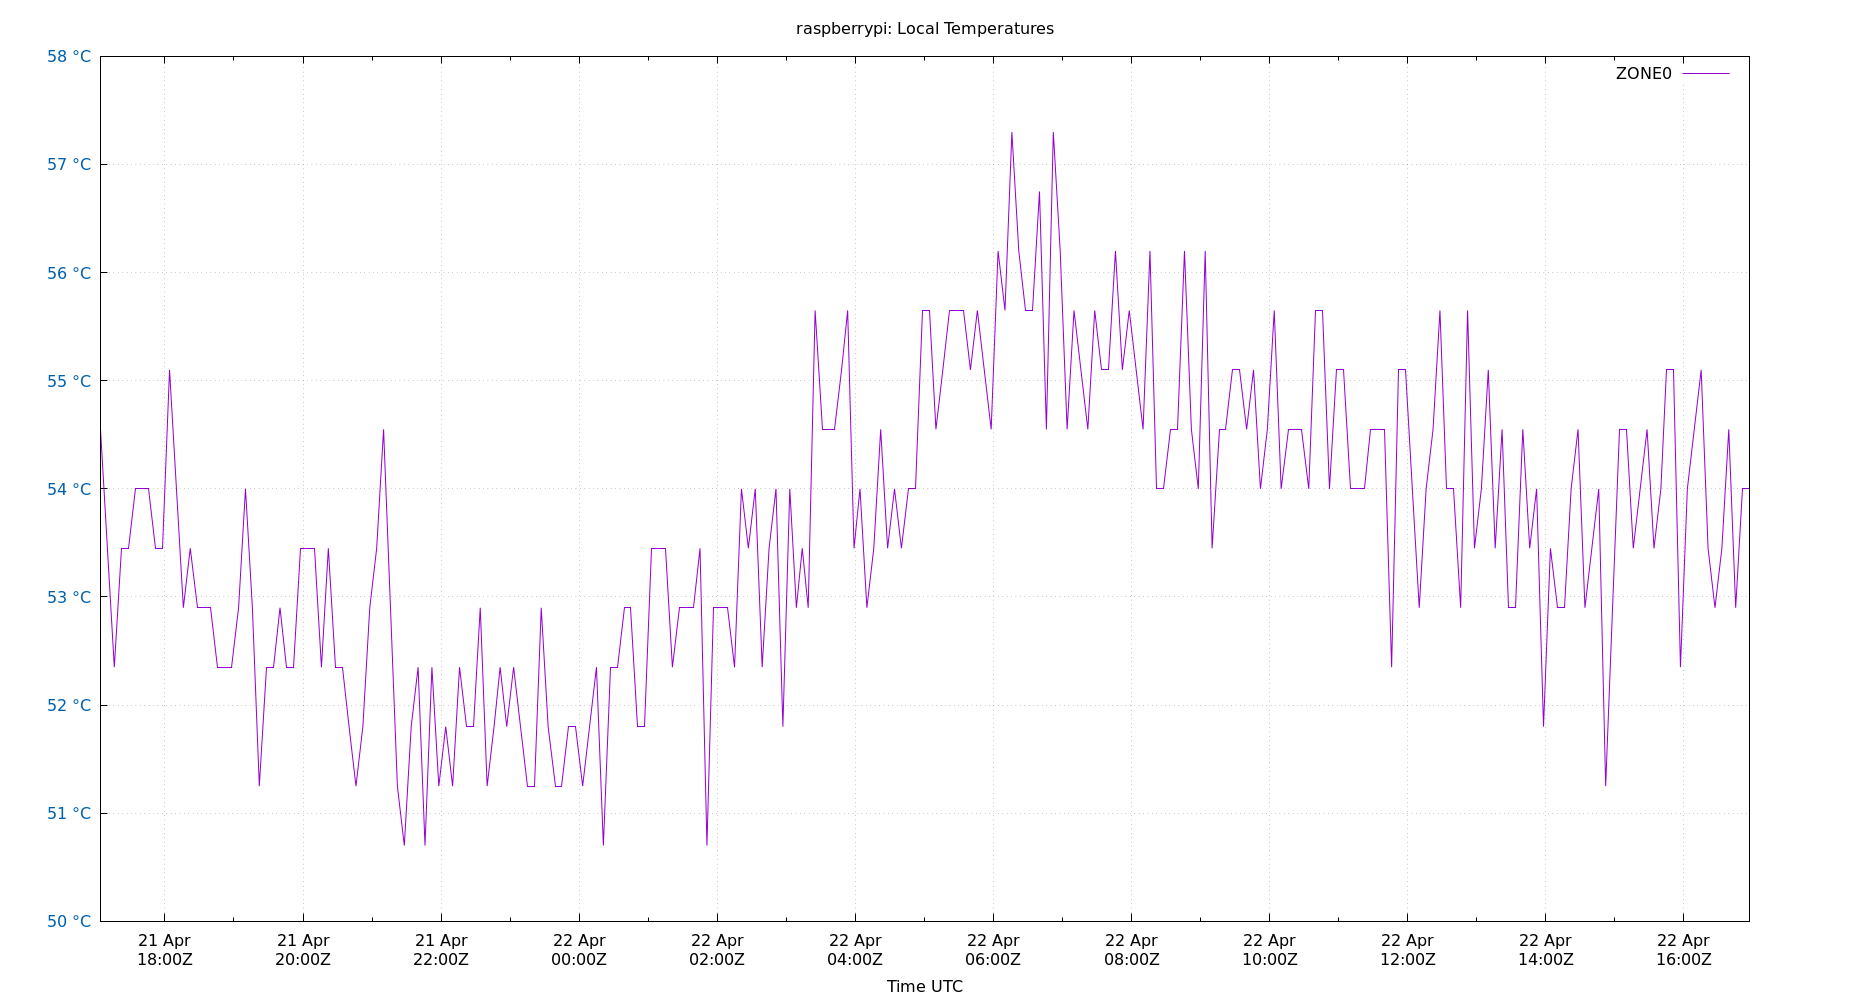 raspberrypi: Local Temperatures
58 °C
ZONE0
57 °C
56 °C
55 °C
54 °C
53 °C
52 °C
51 °C
50 °C
21 Apr 21 Apr 21 Apr 22 Apr 22 Apr 22 Apr 22 Apr 22 Apr 22 Apr 22 Apr 22 Apr 22 Apr
18:00Z 20:00Z 22:00Z 00:00Z 02:00Z 04:00Z 06:00Z 08:00Z 10:00Z 12:00Z 14:00Z 16:00Z
Time UTC